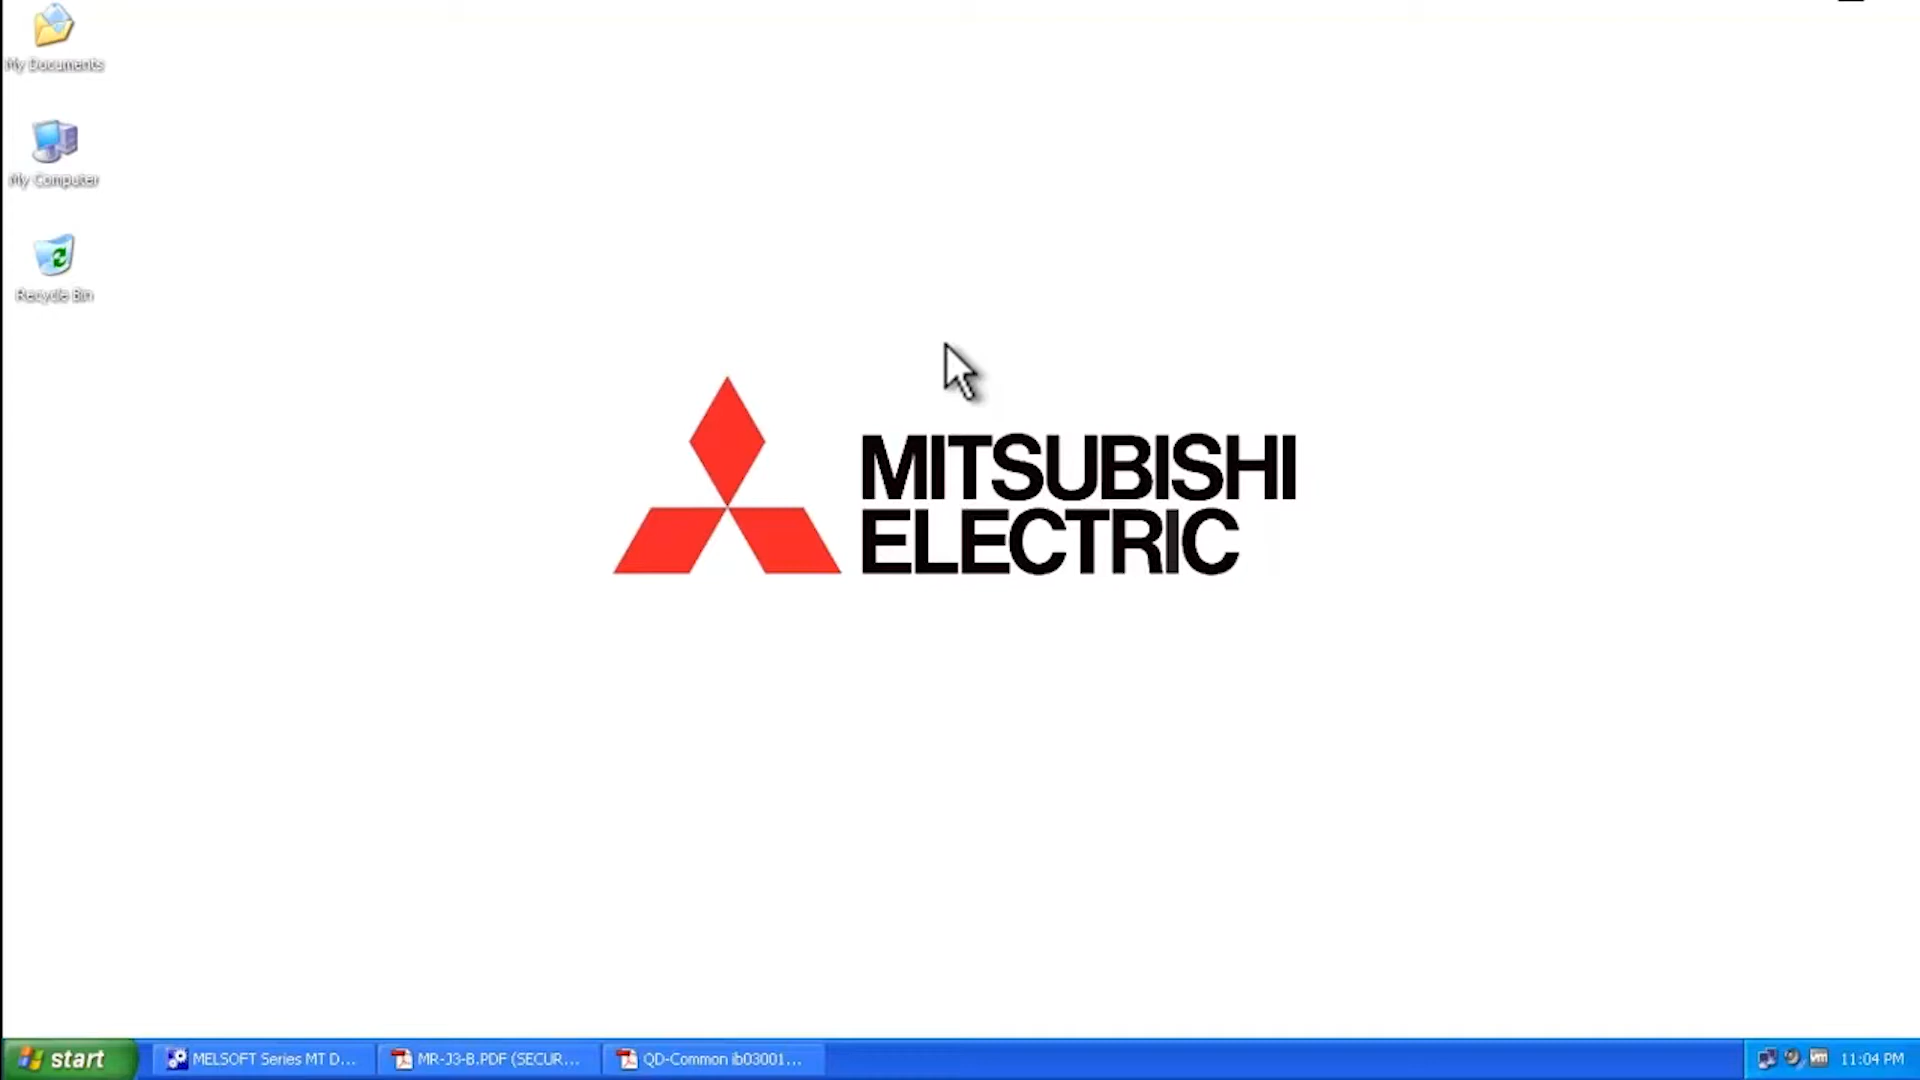 My Documents
My Computer
Recycle Bin
MITSUBISHI
ELECTRIC
start
MELSOFT Series MT D...
MR-J3-B.PDF (SECUR...
QD-Common ib03001...
vm
11:04 PM